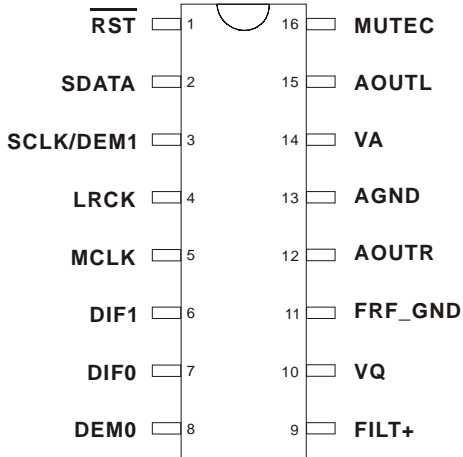 RST 1 16 MUTEC
SDATA 2 15 AOUTL
SCLK/DEM1 3 14 VA
LRCK 4 13 AGND
MCLK 5 12 AOUTR
DIF1 6 11 FRF_GND
DIF0 7 10 VQ
DEM0 8 9 FILT+